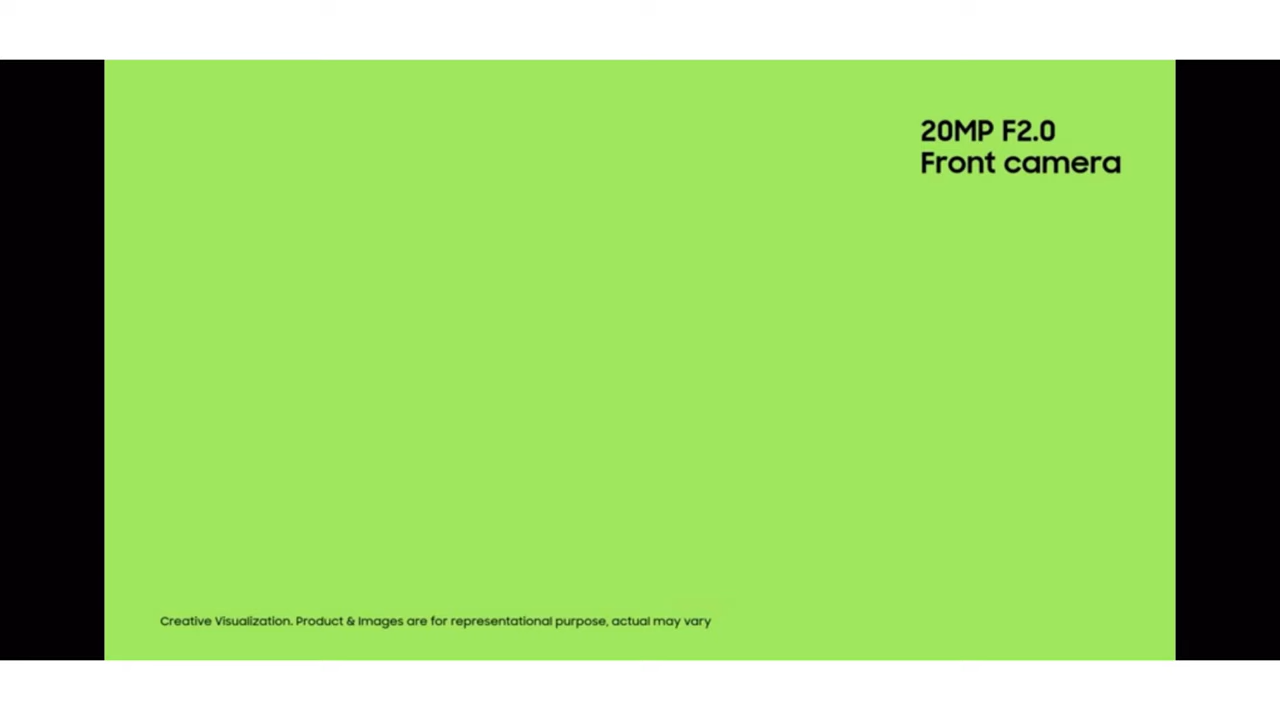 20MP F2.0
Front camera
Creative Visualization. Product & Images are for representational purpose, actual may vary